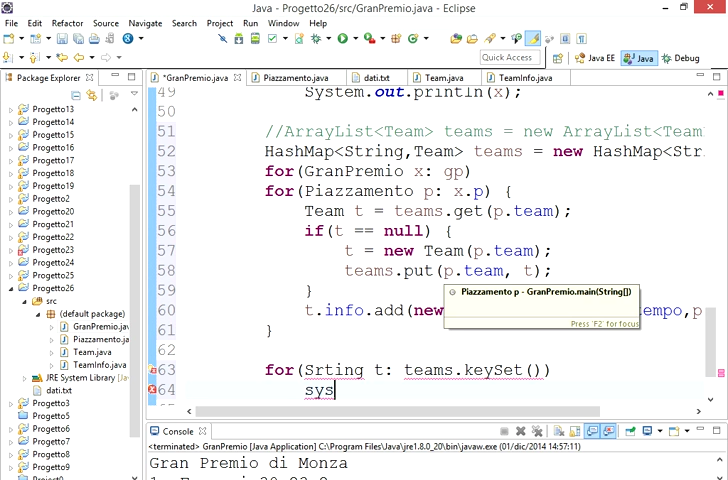 Java - Progetto26/src/GranPremio.java - Eclipse
File Edit Source Refactor Navigate Search Project Run Window Help
Quick Access Java EE Java Debug
Package Explorer
*GranPremio.java Piazzamento.java dati.txt Team.java TeamInfo.java
Progetto13
Progetto14
Progetto15
Progetto16
Progetto17
Progetto18
Progetto19
Progetto2
Progetto20
Progetto21
Progetto22
Progetto23
Progetto24
Progetto25
Progetto26
src
(default package)
GranPremio.jav
Piazzamento.ja
Team.java
TeamInfo.java
JRE System Library [Java
dati.txt
Progetto3
Progetto5
Progetto6
Progetto7
Progetto8
Progetto9
49 System.out.println(x);
50
51 //ArrayList<Team> teams = new ArrayList<Team
52 HashMap<String,Team> teams = new HashMap<Str
53 for(GranPremio x: gp)
54 for(Piazzamento p: x.p) {
55 Team t = teams.get(p.team);
56 if(t == null) {
57 t = new Team(p.team);
58 teams.put(p.team, t);
59 }
60 t.info.add(new tempo,p
61 }
62
63 for(Srting t: teams.keySet())
64 sys
Piazzamento p - GranPremio.main(String[])
Press 'F2' for focus
Console
<terminated> GranPremio [Java Application] C:\Program Files\Java\jre1.8.0_20\bin\javaw.exe (01/dic/2014 14:57:11)
Gran Premio di Monza